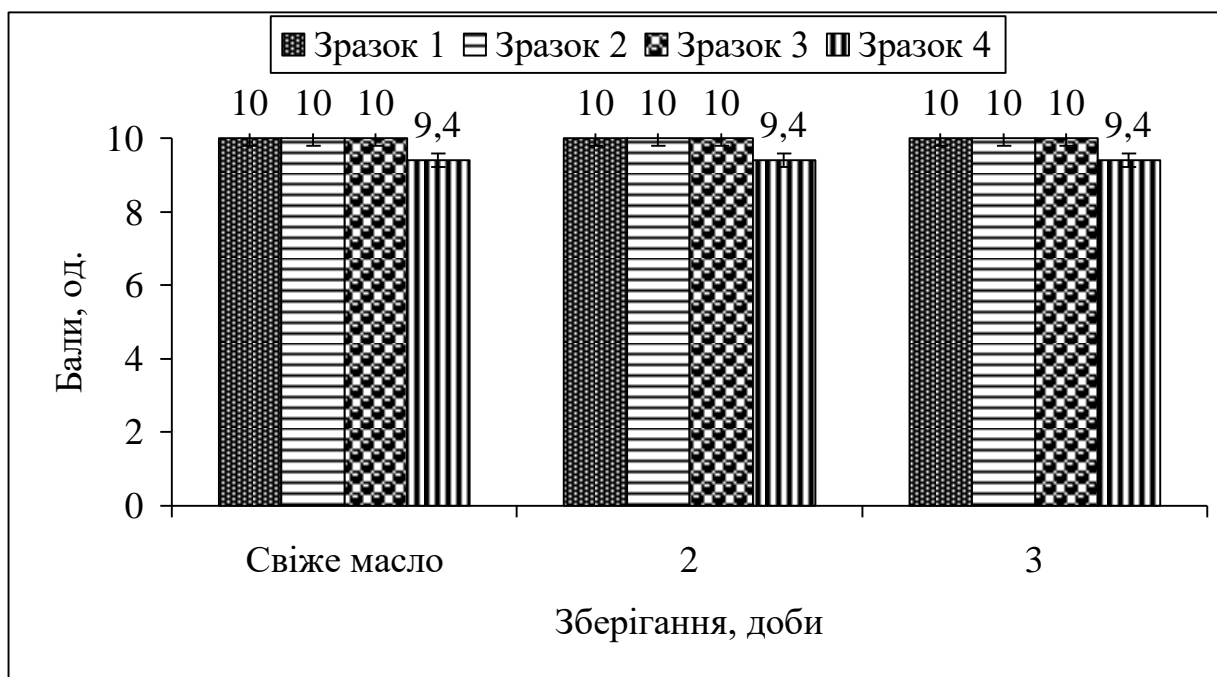 Зразок 1 Зразок 2 Зразок 3 Зразок 4
10 10 10 9,4 10 10 10 9,4 10 10 10 9,4
10
8
6
4
2
0
Бали, од.
Свіже масло 2 3
Зберігання, доби